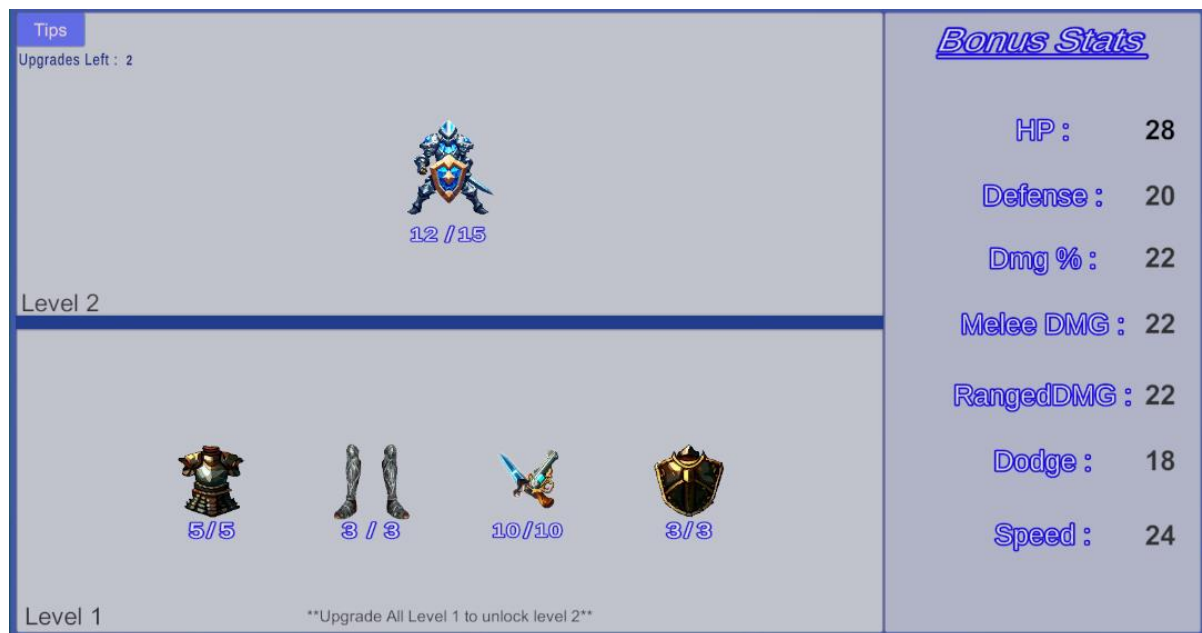 Tips
Upgrades Left : 2
12 / 15
Level 2
5/5
3 / 3
10/10
3/3
Level 1
**Upgrade All Level 1 to unlock level 2**
Bonus Stats
HP : 28
Defense : 20
Dmg % : 22
Melee DMG : 22
RangedDMG : 22
Dodge : 18
Speed : 24